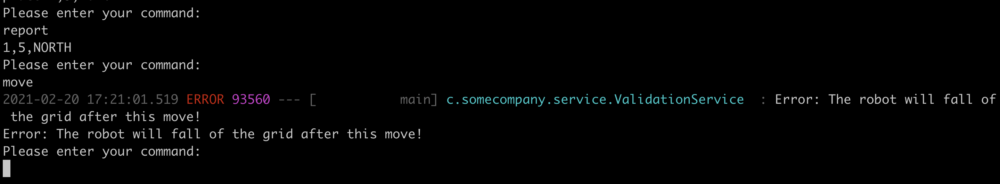 Please enter your command:
report
1,5,NORTH
Please enter your command:
move
2021-02-20 17:21:01.519 ERROR 93560 --- [           main] c.somecompany.service.ValidationService  : Error: The robot will fall of
 the grid after this move!
Error: The robot will fall of the grid after this move!
Please enter your command: